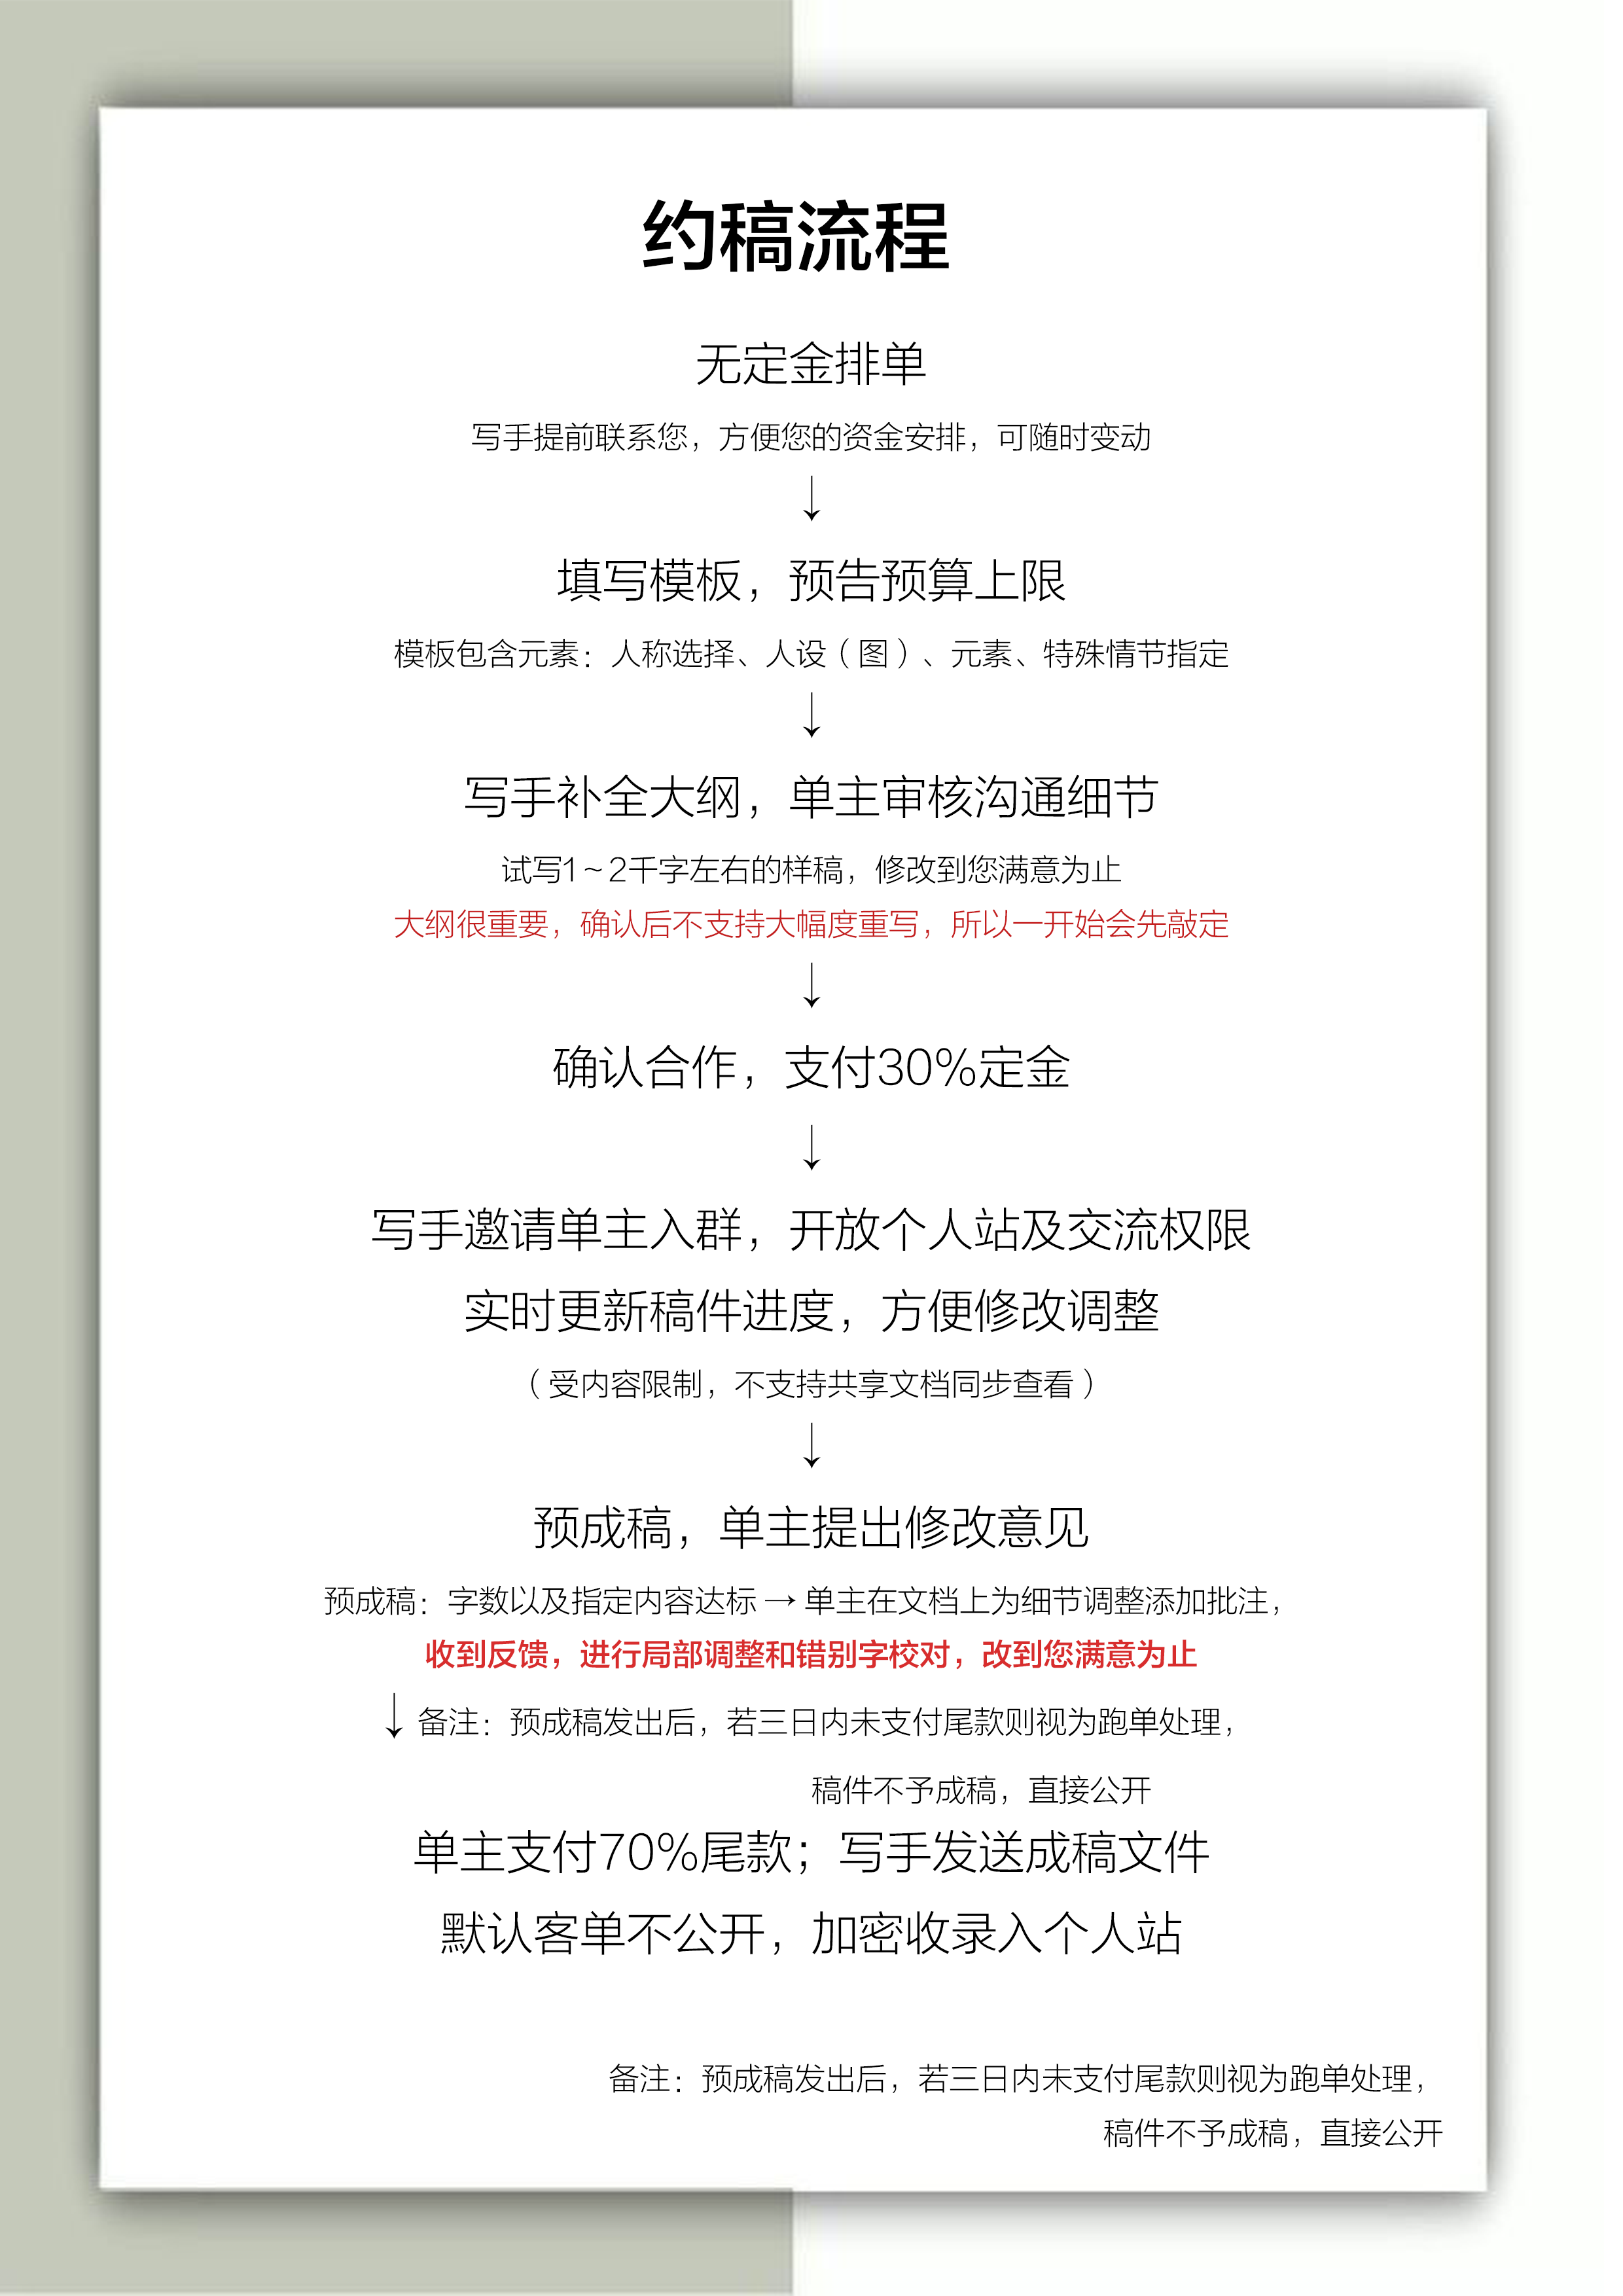 约稿流程
无定金排单
写手提前联系您，方便您的资金安排，可随时变动
↓
填写模板，预告预算上限
模板包含元素：人称选择、人设（图）、元素、特殊情节指定
↓
写手补全大纲，单主审核沟通细节
试写1~2千字左右的样稿，修改到您满意为止
大纲很重要，确认后不支持大幅度重写，所以一开始会先敲定
↓
确认合作，支付30%定金
↓
写手邀请单主入群，开放个人站及交流权限
实时更新稿件进度，方便修改调整
（受内容限制，不支持共享文档同步查看）
↓
预成稿，单主提出修改意见
预成稿：字数以及指定内容达标→单主在文档上为细节调整添加批注，
收到反馈，进行局部调整和错别字校对，改到您满意为止
↓备注：预成稿发出后，若三日内未支付尾款则视为跑单处理，
稿件不予成稿，直接公开
单主支付70%尾款；写手发送成稿文件
默认客单不公开，加密收录入个人站
备注：预成稿发出后，若三日内未支付尾款则视为跑单处理，
稿件不予成稿，直接公开